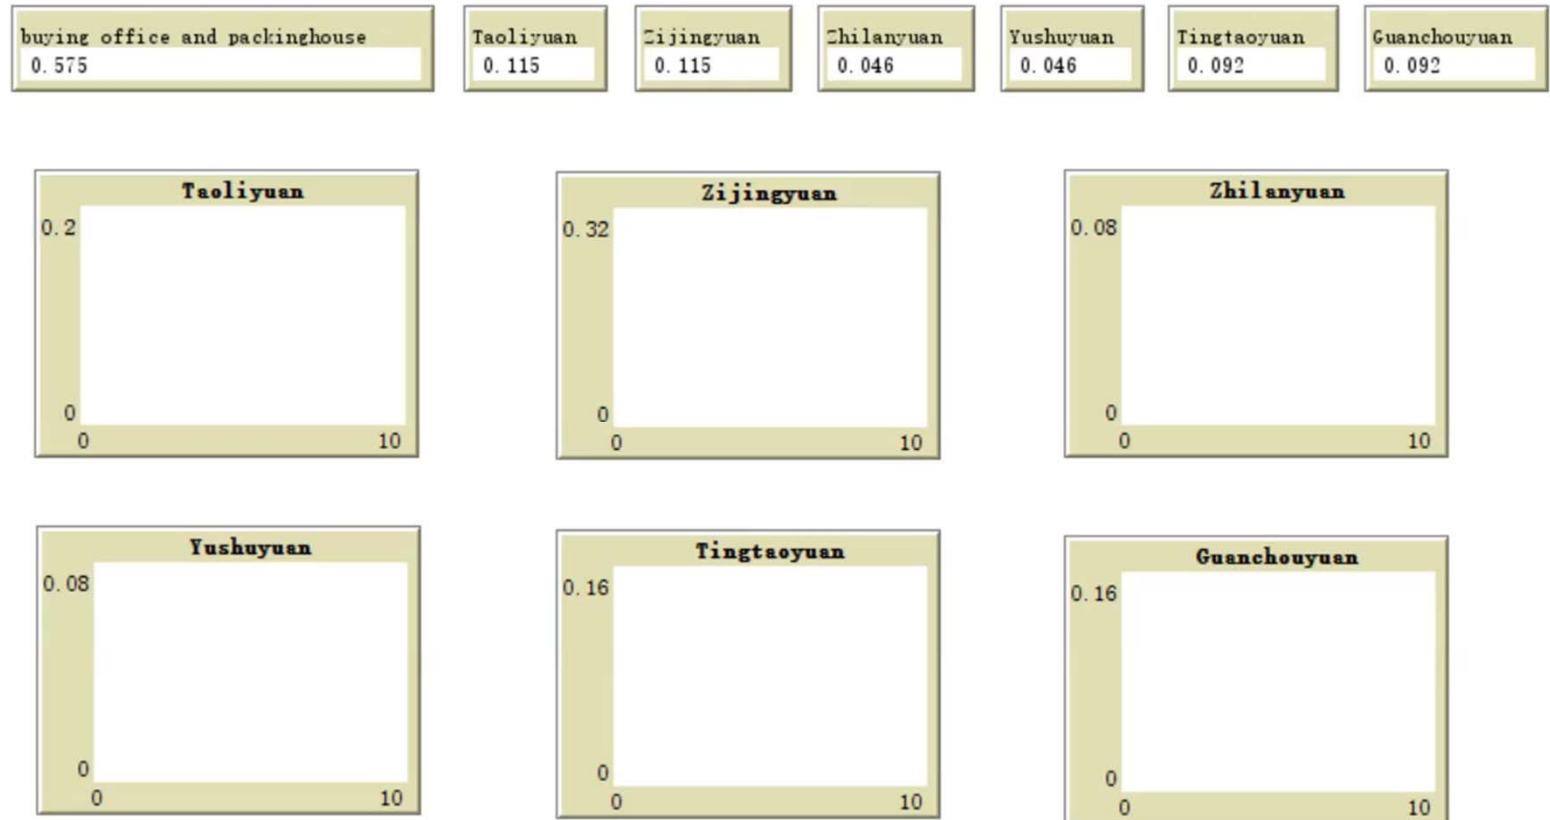 buying office and packinghouse
0.575
Taoliyuan
0.115
Zijingyuan
0.115
Zhilanyuan
0.046
Yushuyuan
0.046
Tingtaoyuan
0.092
Guanchouyuan
0.092
Taoliyuan
0.2
0
0
10
Zijingyuan
0.32
0
0
10
Zhilanyuan
0.08
0
0
10
Yushuyuan
0.08
0
0
10
Tingtaoyuan
0.16
0
0
10
Guanchouyuan
0.16
0
0
10